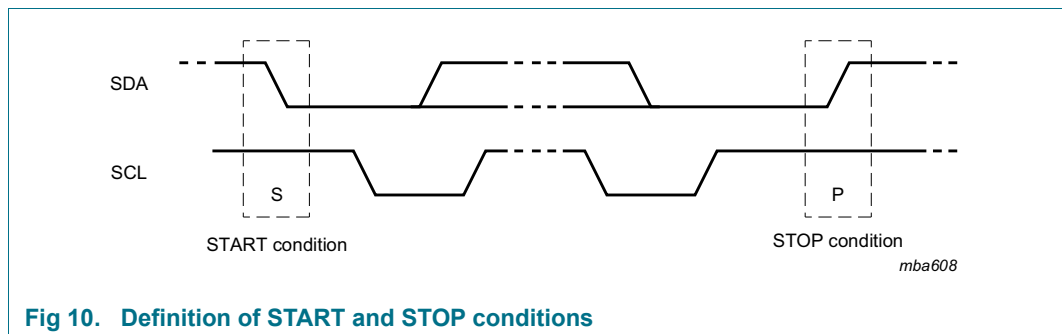 SDA
SCL
S
P
START condition
STOP condition
mba608
Fig 10. Definition of START and STOP conditions